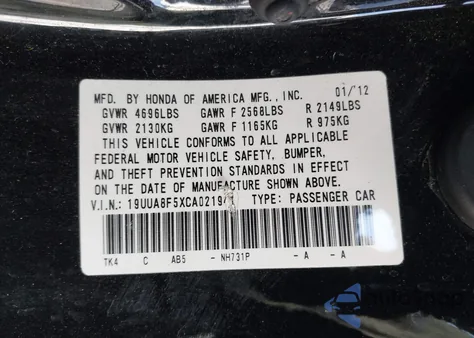 MFD. BY HONDA OF AMERICA MFG., INC. 01/'12
GVWR 4696LBS GAWR F 2568LBS R 2149LBS
GVWR 2130KG GAWR F 1165KG R 975KG
THIS VEHICLE CONFORMS TO ALL APPLICABLE
FEDERAL MOTOR VEHICLE SAFETY, BUMPER,
AND THEFT PREVENTION STANDARDS IN EFFECT
ON THE DATE OF MANUFACTURE SHOWN ABOVE.
V.I.N.: TYPE: PASSENGER CAR
TK4 C AB5 -NH731P -A -A